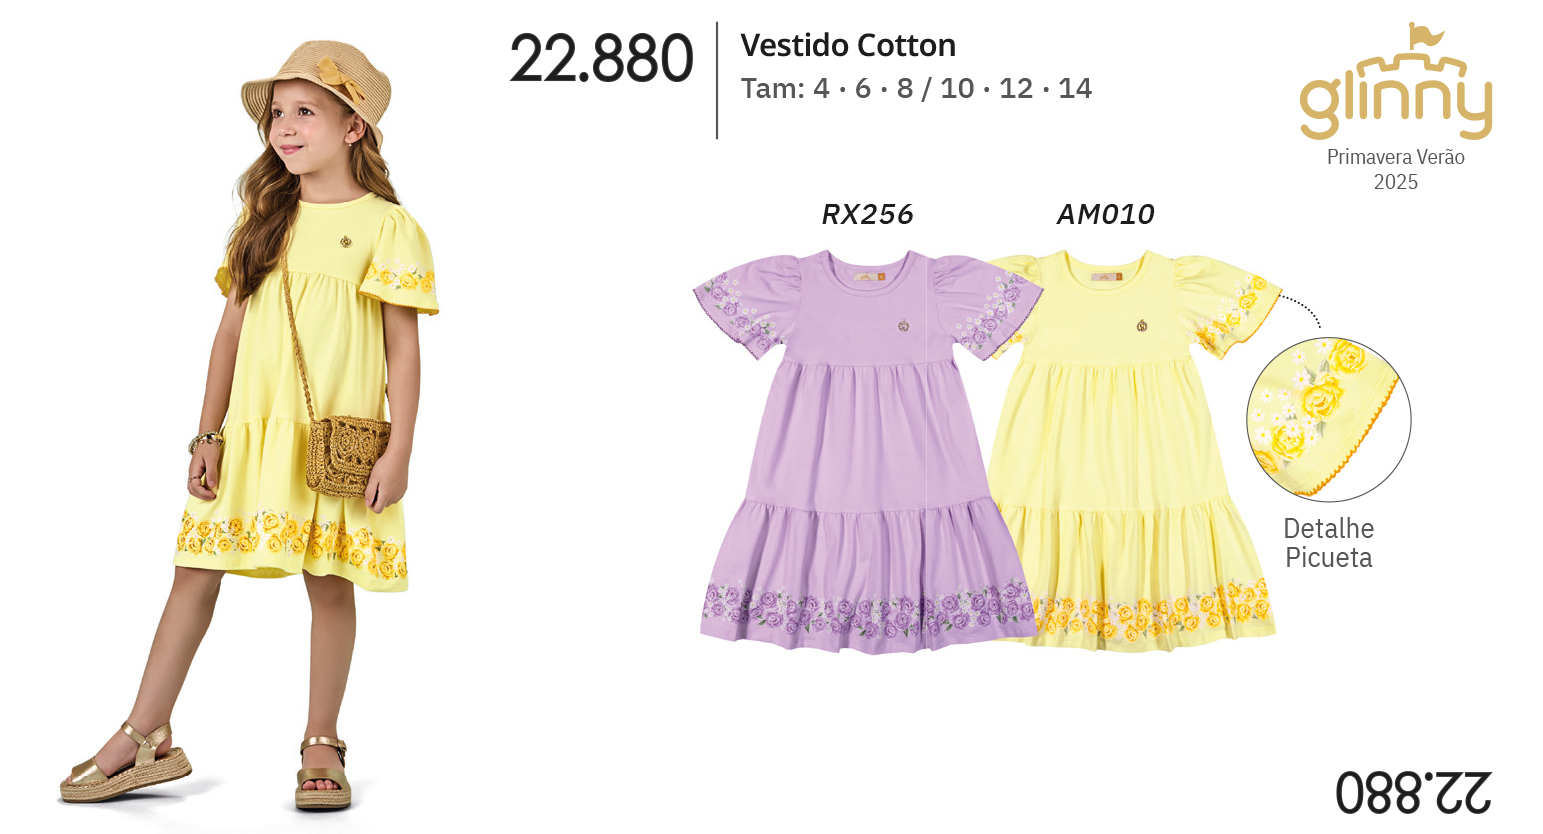 22.880
Vestido Cotton
Tam: 4 · 6 · 8 / 10 · 12 · 14
glinny
Primavera Verão
2025
RX256
AM010
Detalhe
Picueta
22.880